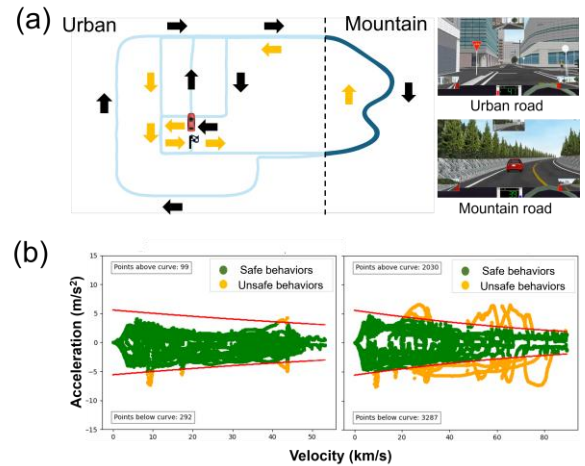 (a)
Urban
Mountain
Urban road
Mountain road
(b)
Acceleration (m/s²)
15
10
5
0
−5
−10
−15
Points above curve: 99
Safe behaviors
Unsafe behaviors
Points below curve: 292
0 10 20 30 40 50
Points above curve: 2030
Safe behaviors
Unsafe behaviors
Points below curve: 3287
0 20 40 60 80
Velocity (km/s)